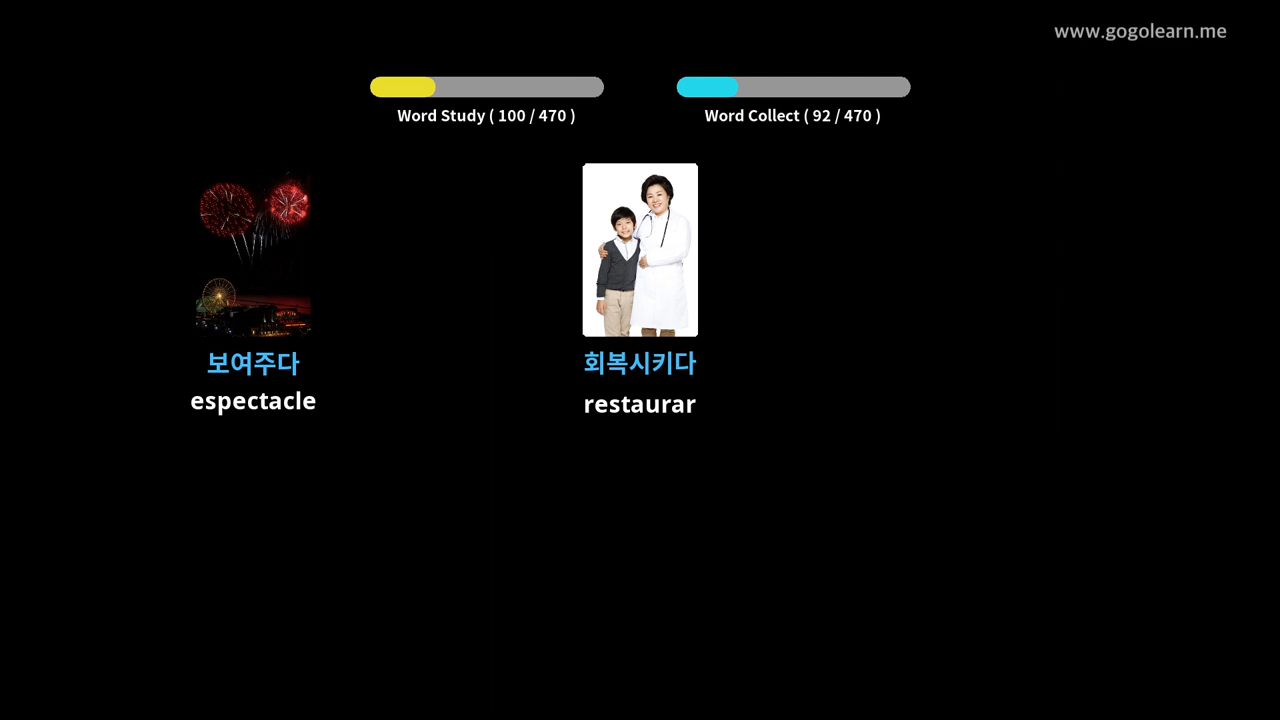 www.gogolearn.me
Word Study ( 100 / 470 )
Word Collect ( 92 / 470 )
보여주다
espectacle
회복시키다
restaurar